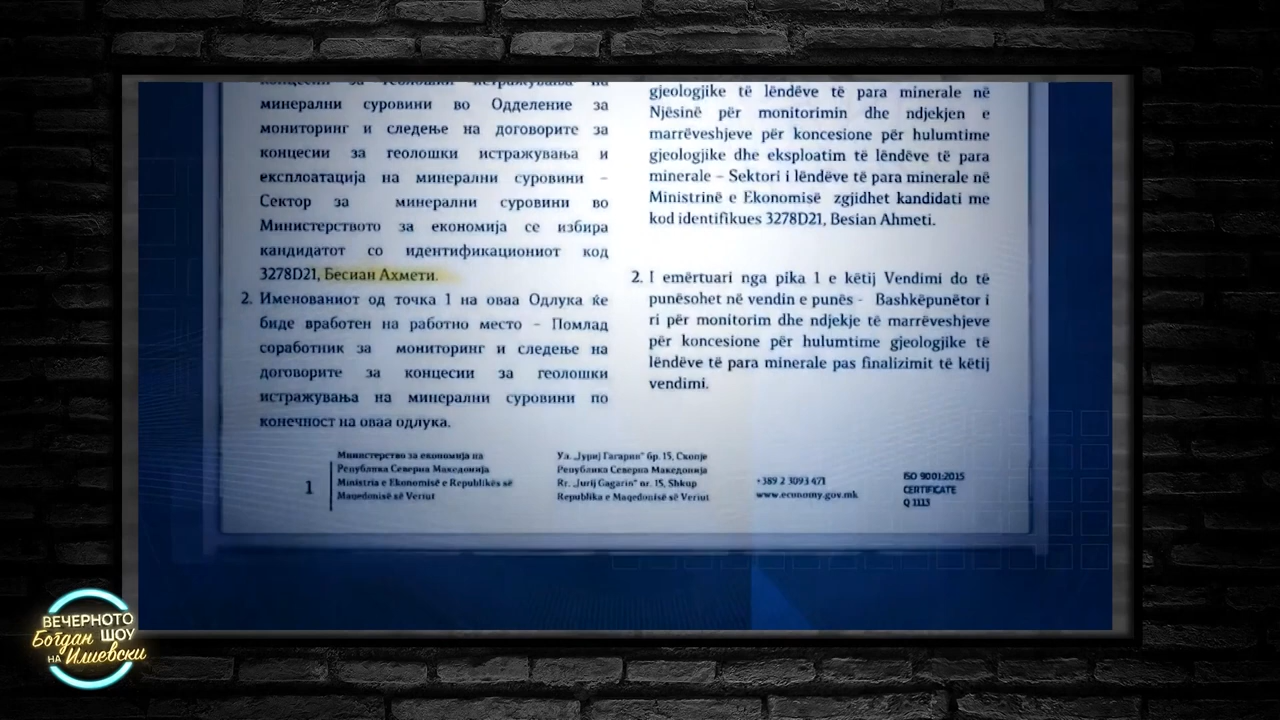 концесии за геолошки истражувања на
минерални суровини во Одделение за
мониторинг и следење на договорите за
концесии за геолошки истражувања и
експлоатација на минерални суровини –
Сектор за минерални суровини во
Министерството за економија се избира
кандидатот со идентификациониот код
3278D21, Бесиан Ахмети.
2. Именованиот од точка 1 на оваа Одлука ќе
биде вработен на работно место – Помлад
соработник за мониторинг и следење на
договорите за концесии за геолошки
истражувања на минерални суровини по
конечност на оваа одлука.
gjeologjike të lëndëve të para minerale në
Njësinë për monitorimin dhe ndjekjen e
marrëveshjeve për koncesione për hulumtime
gjeologjike dhe eksploatim të lëndëve të para
minerale – Sektori i lëndëve të para minerale në
Ministrinë e Ekonomisë zgjidhet kandidati me
kod identifikues 3278D21, Besian Ahmeti.
2. I emërtuari nga pika 1 e këtij Vendimi do të
punësohet në vendin e punës - Bashkëpunëtor i
ri për monitorim dhe ndjekje të marrëveshjeve
për koncesione për hulumtime gjeologjike të
lëndëve të para minerale pas finalizimit të këtij
vendimi.
1
Министерство за економија на
Република Северна Македонија
Ministria e Ekonomisë e Republikës së
Maqedonisë së Veriut
Ул. „Јуриј Гагарин“ бр. 15, Скопје
Република Северна Македонија
Rr. „Jurij Gagarin“ nr. 15, Shkup
Republika e Maqedonisë së Veriut
+389 2 3093 471
www.economy.gov.mk
ISO 9001:2015
CERTIFICATE
Q 1113
ВЕЧЕРНОТО
ШОУ
НА
Богдан
Илиевски